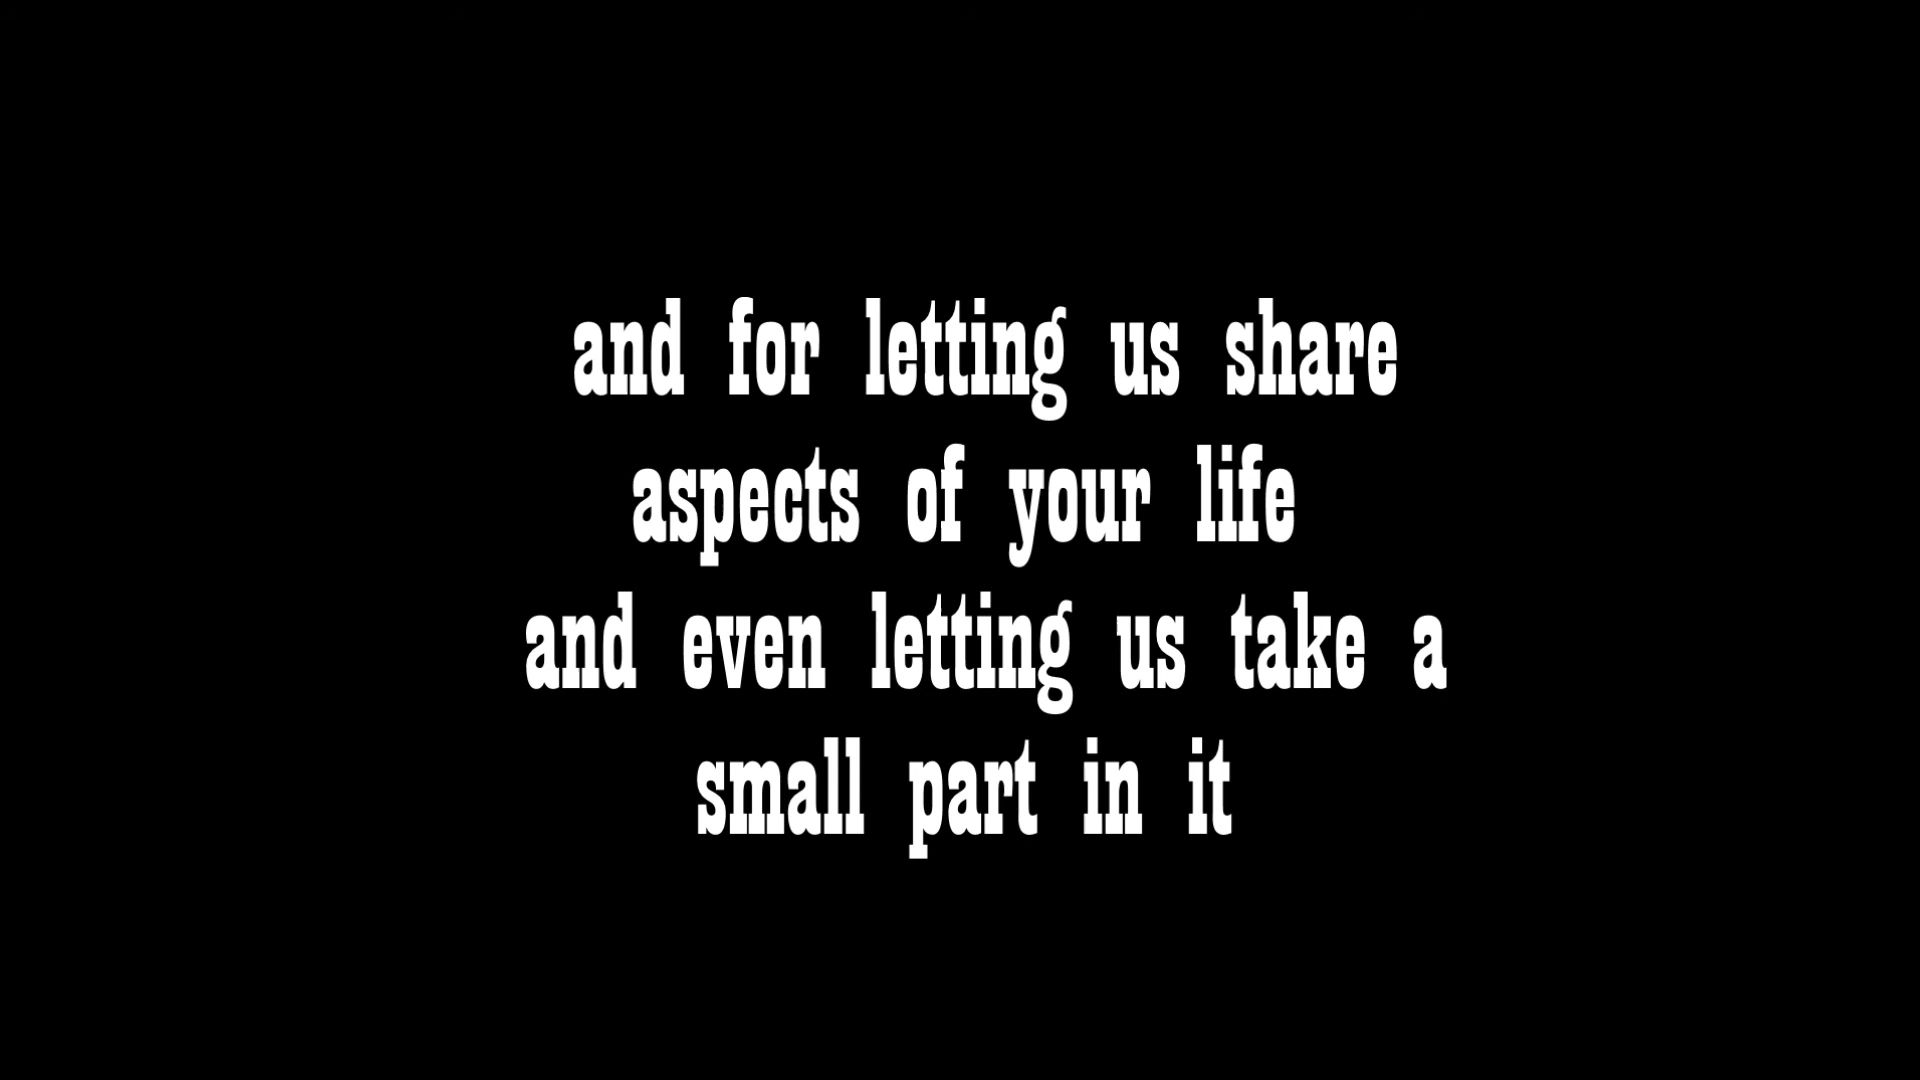 and for letting us share
aspects of your life
and even letting us take a
small part in it